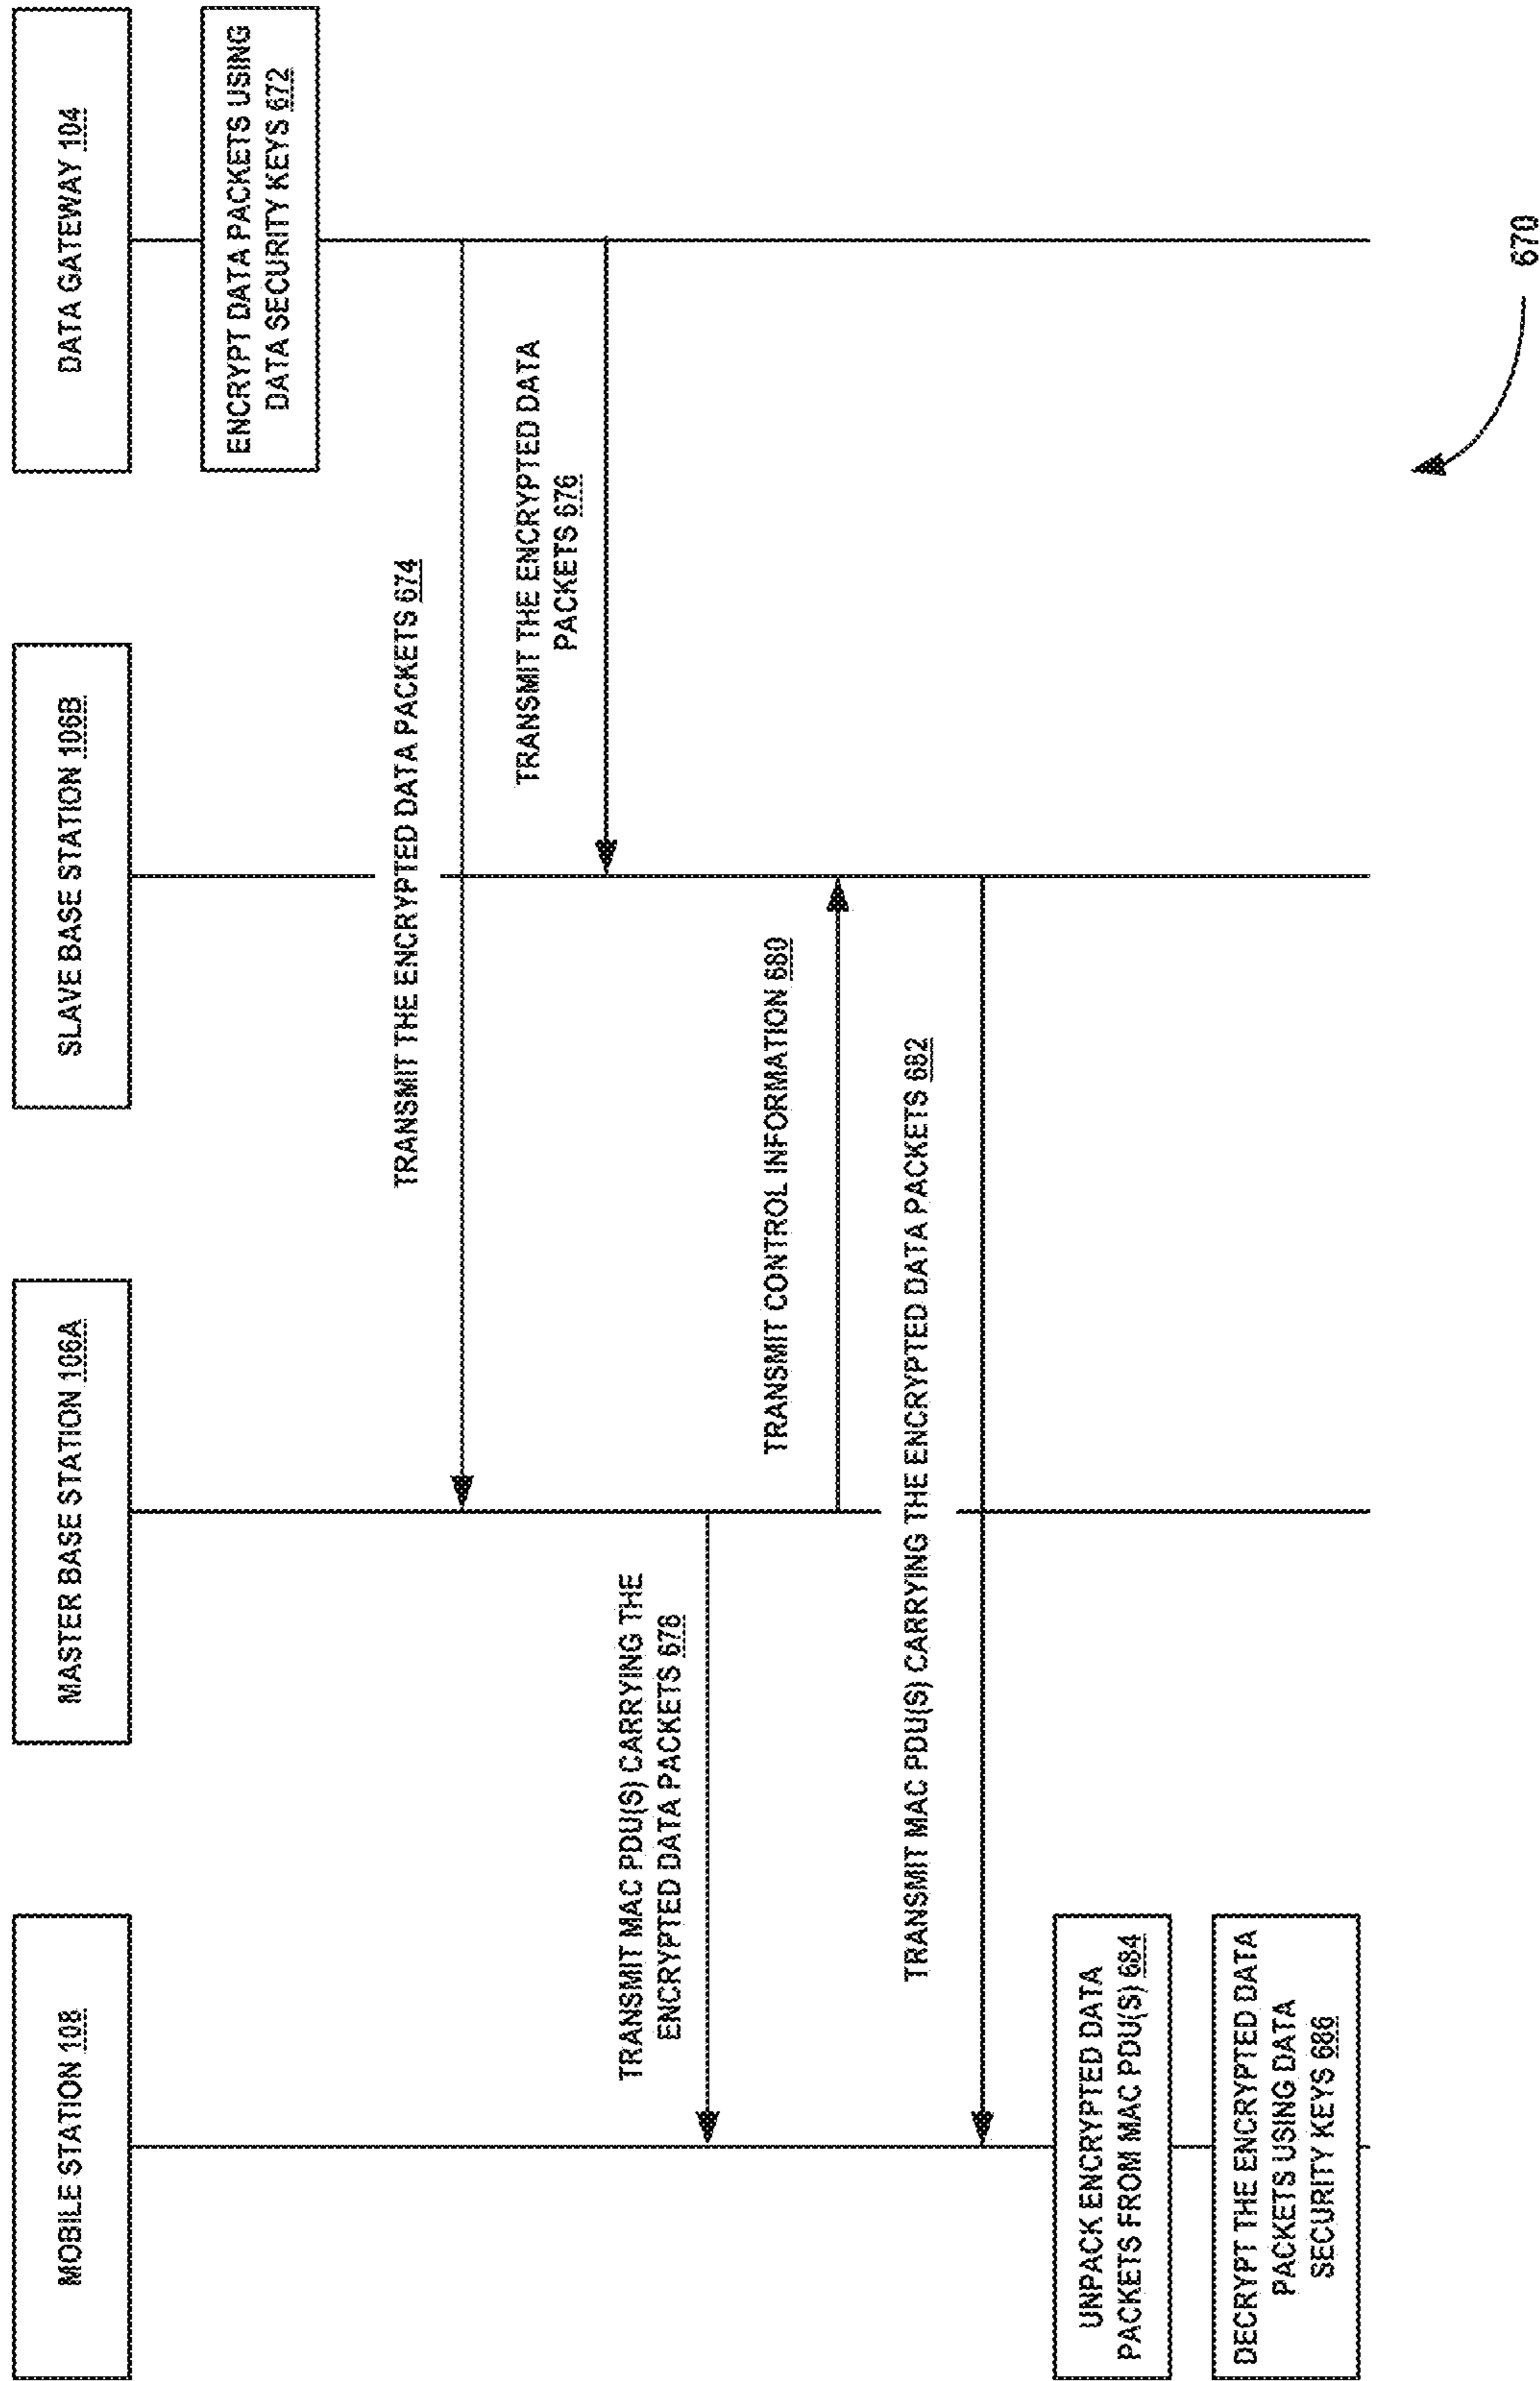 MOBILE STATION 108
MASTER BASE STATION 106A
SLAVE BASE STATION 106B
DATA GATEWAY 104
ENCRYPT DATA PACKETS USING
DATA SECURITY KEYS 672
TRANSMIT THE ENCRYPTED DATA PACKETS 674
TRANSMIT THE ENCRYPTED DATA
PACKETS 676
TRANSMIT MAC PDU(S) CARRYING THE
ENCRYPTED DATA PACKETS 678
TRANSMIT CONTROL INFORMATION 680
TRANSMIT MAC PDU(S) CARRYING THE ENCRYPTED DATA PACKETS 682
UNPACK ENCRYPTED DATA
PACKETS FROM MAC PDU(S) 684
DECRYPT THE ENCRYPTED DATA
PACKETS USING DATA
SECURITY KEYS 686
670